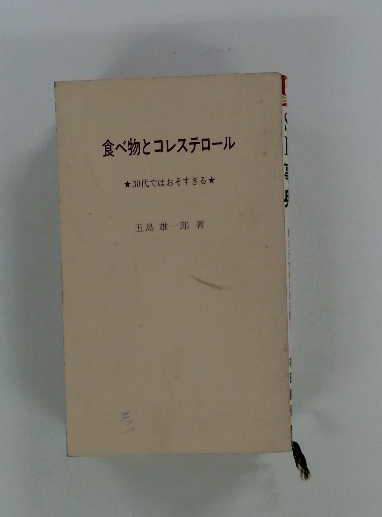 食べ物とコレステロール
★30代ではおそすぎる★
五島 雄一郎 著